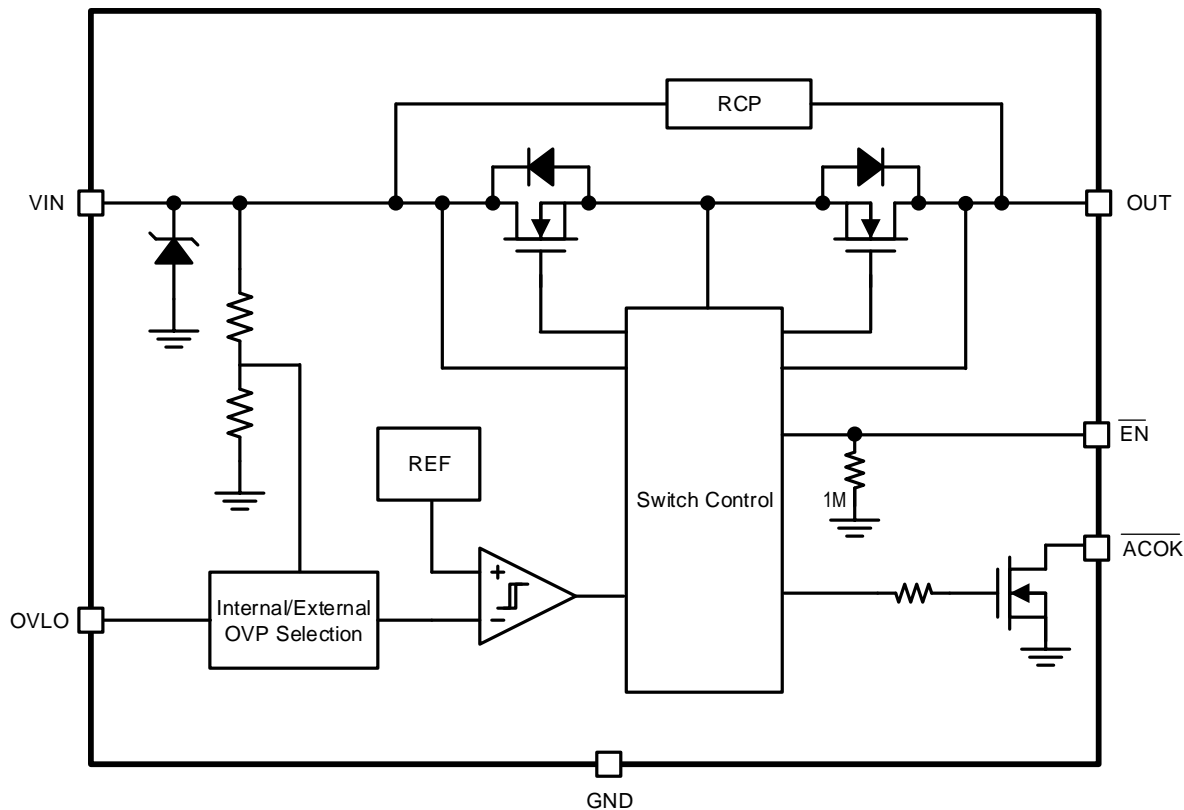 RCP
VIN
OUT
EN
REF
Switch Control
1M
ACOK
Internal/External
OVP Selection
+
−
OVLO
GND